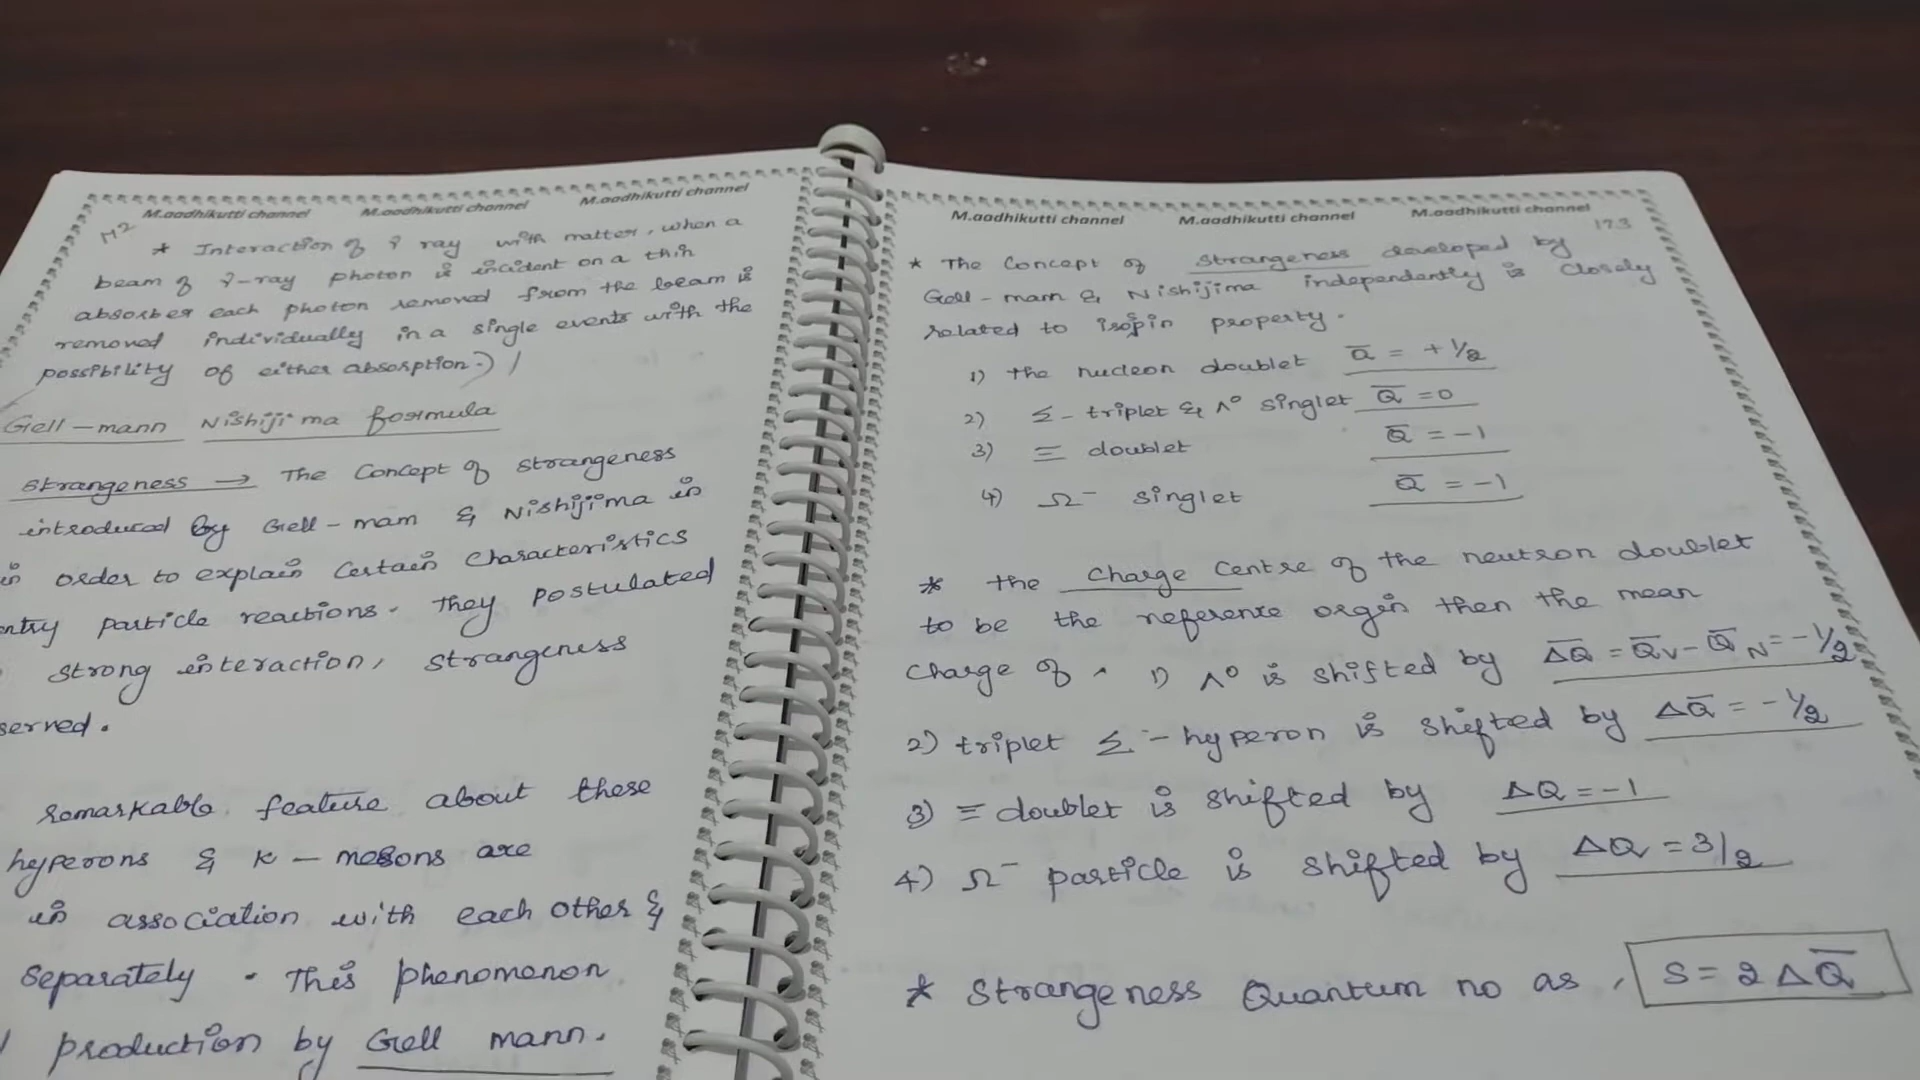 M.aadhikutti channel M.aadhikutti channel M.aadhikutti channel
M2
* Interaction of γ ray with matter, when a
beam of γ-ray photon is incident on a thin
absorber each photon removed from the beam is
removed individually in a single events with the
possibility of either absorption.)
Gell-mann Nishijima formula
Strangeness → The Concept of strangeness
introduced by Gell-mam & Nishijima in
in order to explain Certain Characteristics
entry particle reactions. They postulated
strong interaction, strangeness
served.
remarkable feature about these
hyperons & K-mesons are
in association with each other &
separately. This phenomenon
production by Gell mann.
M.aadhikutti channel M.aadhikutti channel M.aadhikutti channel
173
* The Concept of Strangeness developed by
Gell-mam & Nishijima independently is Closely
related to isospin property.
1) the nucleon doublet Q̅ = +1/2
2) Σ-triplet & Λ⁰ singlet Q̅ = 0
3) Ξ doublet Q̅ = -1
4) Ω⁻ singlet Q̅ = -1
* the Charge Centre of the neutron doublet
to be the reference orgin then the mean
Charge of 1) Λ⁰ is shifted by ΔQ̅ = Q̅v - Q̅N = -1/2
2) triplet Σ-hyperon is shifted by ΔQ̅ = -1/2
3) Ξ doublet is shifted by ΔQ = -1
4) Ω⁻ particle is shifted by ΔQ = 3/2
* Strangeness Quantum no as, S = 2ΔQ̅